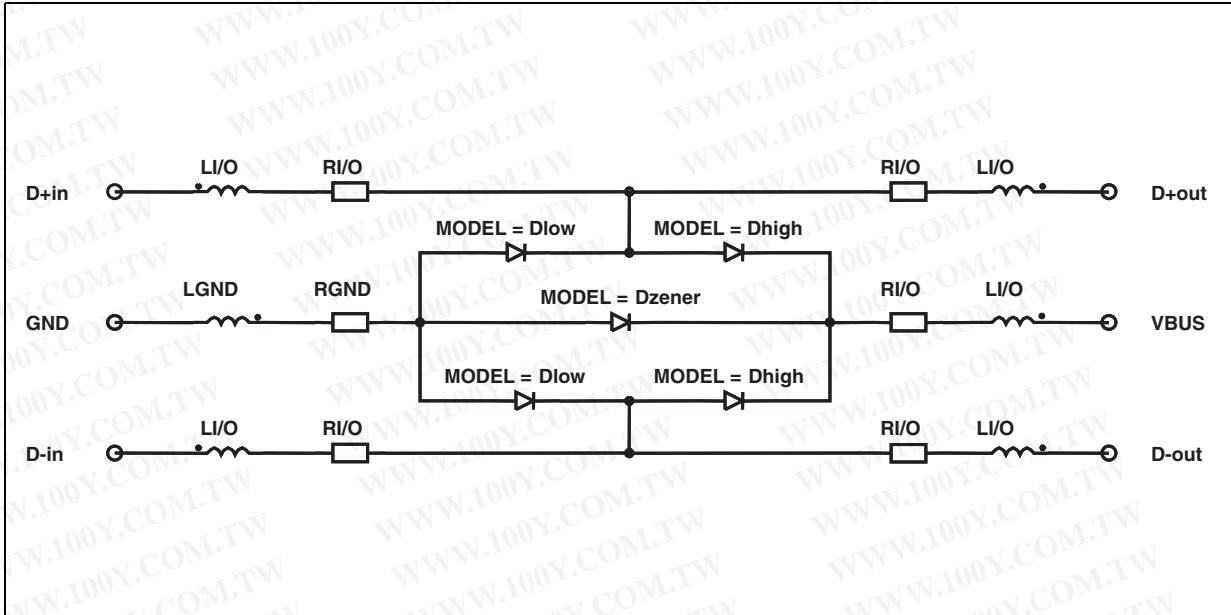 LI/O RI/O RI/O LI/O
D+in D+out
MODEL = Dlow MODEL = Dhigh
LGND RGND MODEL = Dzener RI/O LI/O
GND VBUS
MODEL = Dlow MODEL = Dhigh
LI/O RI/O RI/O LI/O
D-in D-out
WWW.100Y.COM.TW